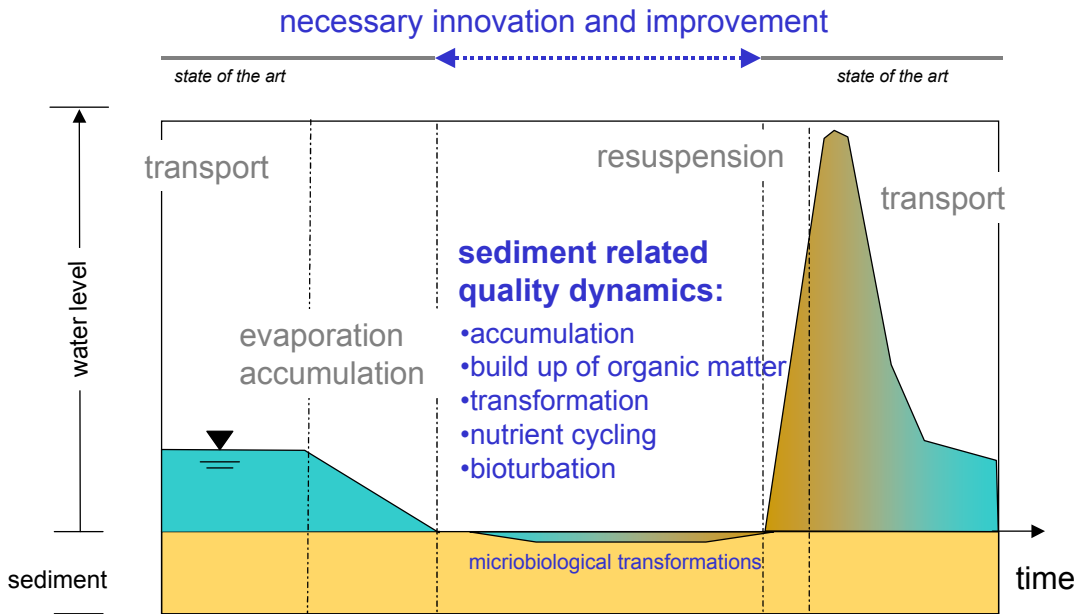 necessary innovation and improvement
state of the art
state of the art
transport
resuspension
transport
water level
sediment related
quality dynamics:
evaporation
accumulation
•accumulation
•build up of organic matter
•transformation
•nutrient cycling
•bioturbation
micriobiological transformations
sediment
time